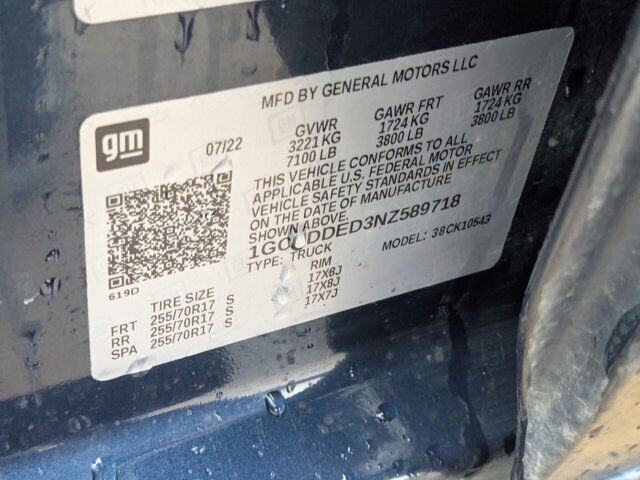 MFD BY GENERAL MOTORS LLC
gm
07/22
GVWR GAWR FRT GAWR RR
3221 KG 1724 KG 1724 KG
7100 LB 3800 LB 3800 LB
THIS VEHICLE CONFORMS TO ALL
APPLICABLE U.S. FEDERAL MOTOR
VEHICLE SAFETY STANDARDS IN EFFECT
ON THE DATE OF MANUFACTURE
SHOWN ABOVE.
TYPE: TRUCK MODEL: 38CK10543
619D
TIRE SIZE RIM
FRT 255/70R17 S 17X8J
RR 255/70R17 S 17X8J
SPA 255/70R17 S 17X7J